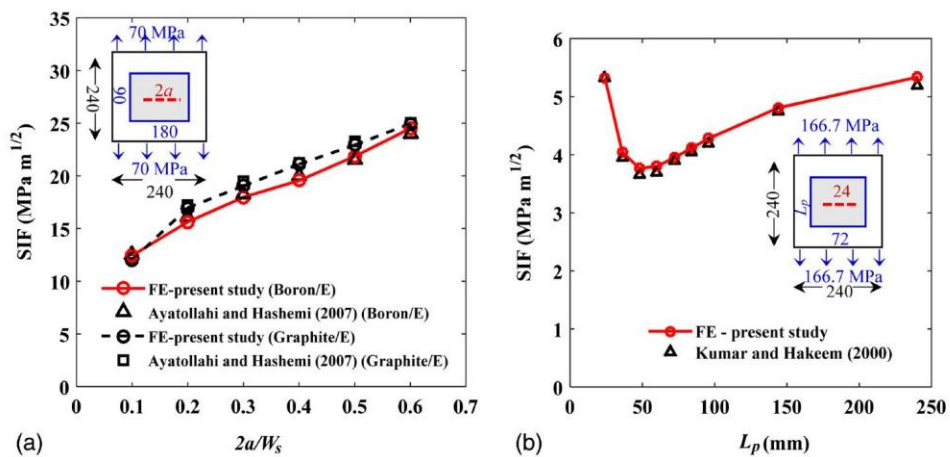 35
30
25
20
15
10
5
0
SIF (MPa m1/2)
70 MPa
240
90
2a
180
70 MPa
240
FE-present study (Boron/E)
Ayatollahi and Hashemi (2007) (Boron/E)
FE-present study (Graphite/E)
Ayatollahi and Hashemi (2007) (Graphite/E)
0 0.1 0.2 0.3 0.4 0.5 0.6 0.7
(a)
2a/Ws
6
5
4
3
2
1
0
SIF (MPa m1/2)
166.7 MPa
240
Lp
24
72
166.7 MPa
240
FE - present study
Kumar and Hakeem (2000)
0 50 100 150 200 250
(b)
Lp (mm)